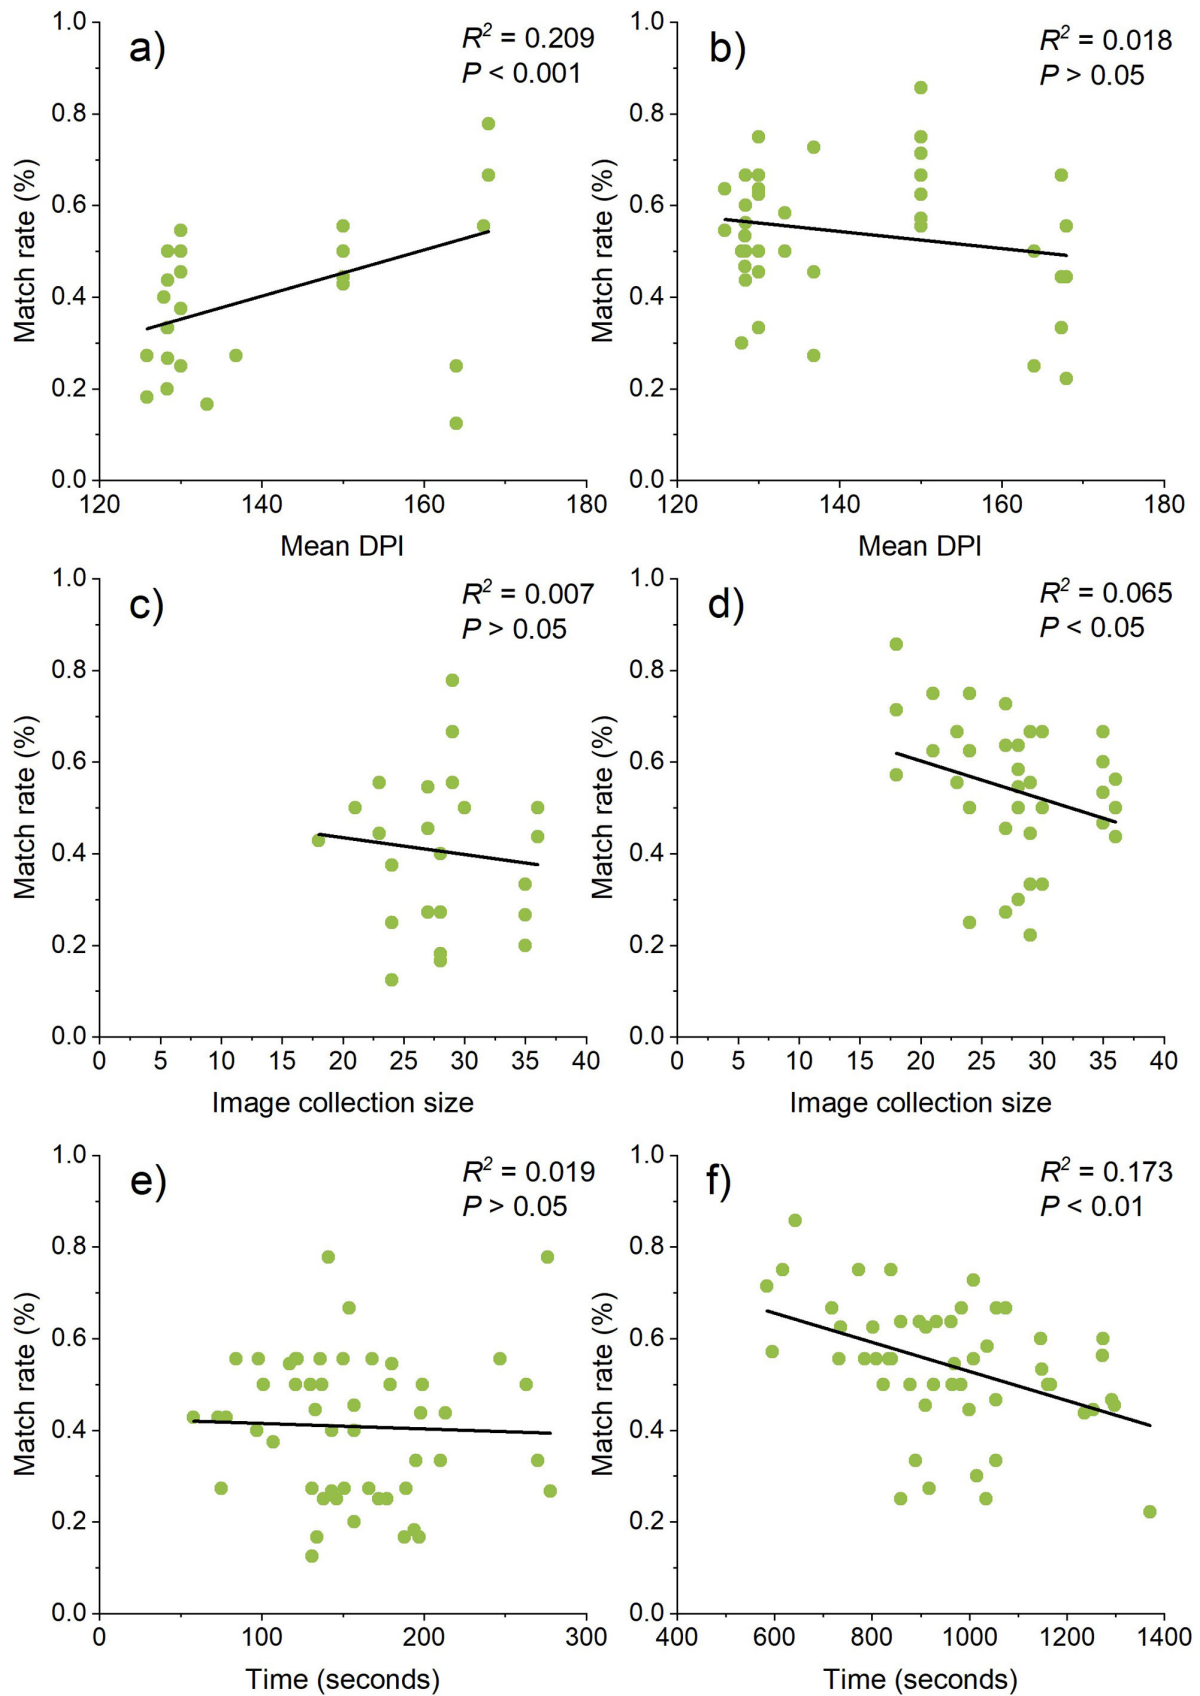 a)
R² = 0.209
P < 0.001
1.0
0.8
0.6
0.4
0.2
0.0
Match rate (%)
120
140
160
180
Mean DPI
b)
R² = 0.018
P > 0.05
1.0
0.8
0.6
0.4
0.2
0.0
Match rate (%)
120
140
160
180
Mean DPI
c)
R² = 0.007
P > 0.05
1.0
0.8
0.6
0.4
0.2
0.0
Match rate (%)
0
5
10
15
20
25
30
35
40
Image collection size
d)
R² = 0.065
P < 0.05
1.0
0.8
0.6
0.4
0.2
0.0
Match rate (%)
0
5
10
15
20
25
30
35
40
Image collection size
e)
R² = 0.019
P > 0.05
1.0
0.8
0.6
0.4
0.2
0.0
Match rate (%)
0
100
200
300
Time (seconds)
f)
R² = 0.173
P < 0.01
1.0
0.8
0.6
0.4
0.2
0.0
Match rate (%)
400
600
800
1000
1200
1400
Time (seconds)